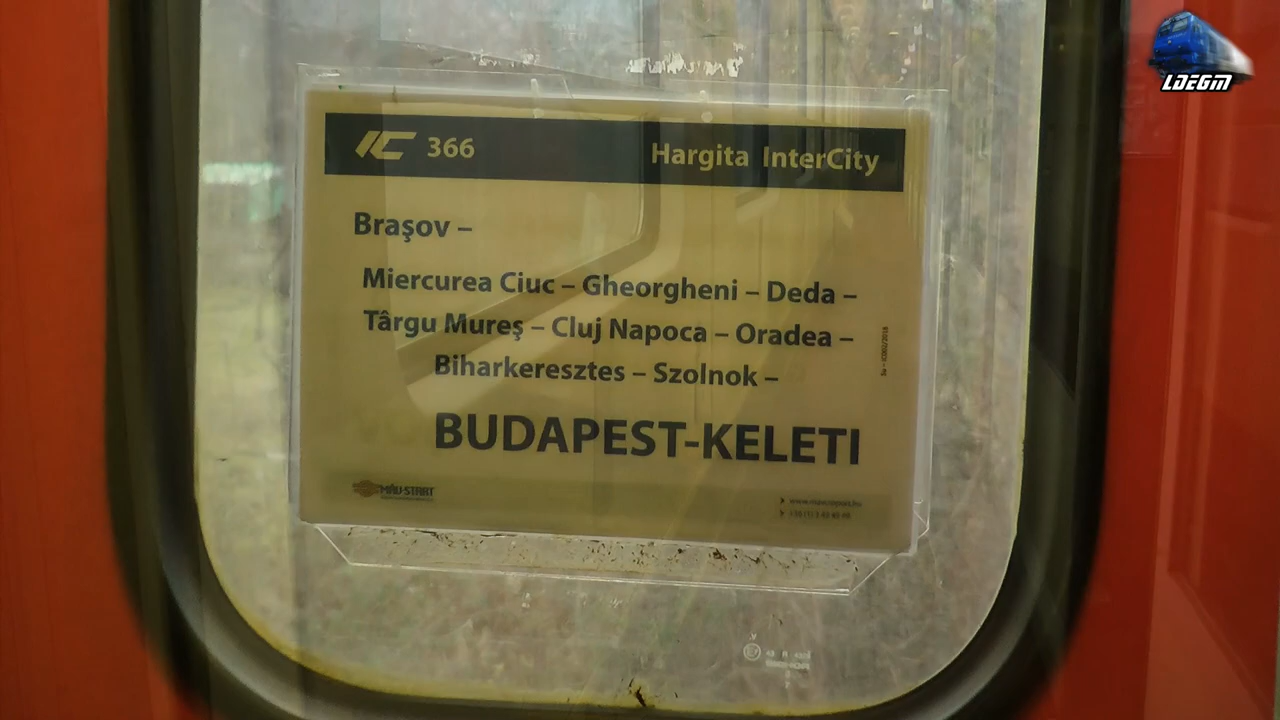 LDEGM
IC 366
Hargita InterCity
Braşov –
Miercurea Ciuc – Gheorgheni – Deda –
Târgu Mureş – Cluj Napoca – Oradea –
Biharkeresztes – Szolnok –
BUDAPEST-KELETI
MÁV-START